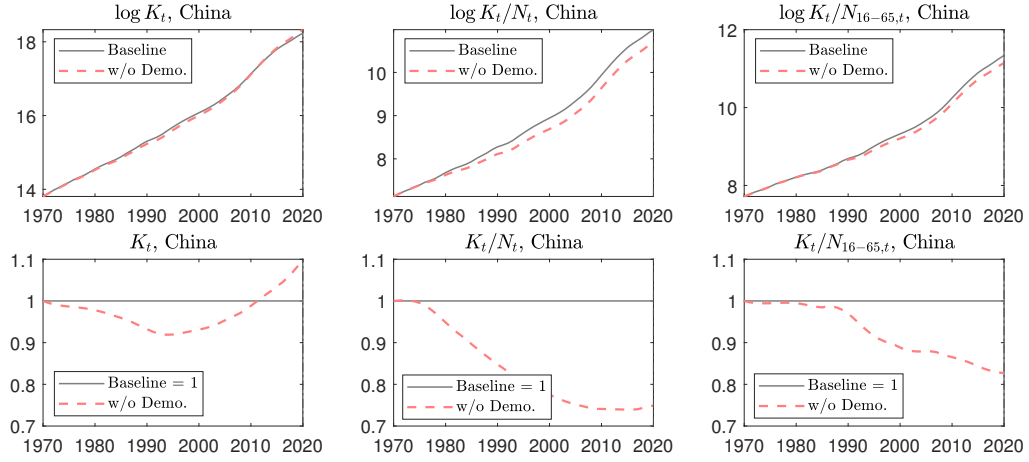 log K_t, China
18
16
14
Baseline
w/o Demo.
1970 1980 1990 2000 2010 2020
log K_t/N_t, China
10
9
8
Baseline
w/o Demo.
1970 1980 1990 2000 2010 2020
log K_t/N_{16−65,t}, China
12
10
8
Baseline
w/o Demo.
1970 1980 1990 2000 2010 2020
K_t, China
1.1
1
0.9
0.8
0.7
Baseline = 1
w/o Demo.
1970 1980 1990 2000 2010 2020
K_t/N_t, China
1.1
1
0.9
0.8
0.7
Baseline = 1
w/o Demo.
1970 1980 1990 2000 2010 2020
K_t/N_{16−65,t}, China
1.1
1
0.9
0.8
0.7
Baseline = 1
w/o Demo.
1970 1980 1990 2000 2010 2020